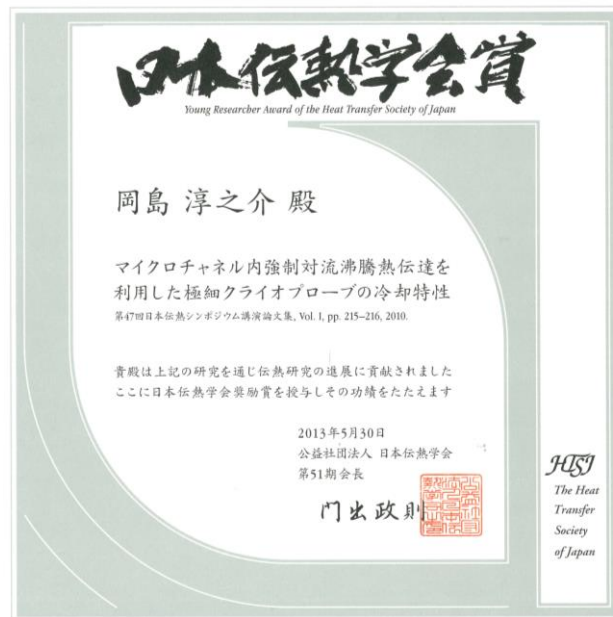 日本伝熱学会賞
Young Researcher Award of the Heat Transfer Society of Japan
岡島 淳之介 殿
マイクロチャネル内強制対流沸騰熱伝達を
利用した極細クライオプローブの冷却特性
第47回日本伝熱シンポジウム講演論文集, Vol. I, pp. 215–216, 2010.
貴殿は上記の研究を通じ伝熱研究の進展に貢献されました
ここに日本伝熱学会奨励賞を授与しその功績をたたえます
2013年5月30日
公益社団法人 日本伝熱学会
第51期会長
門出政則
HTSJ
The Heat
Transfer
Society
of Japan